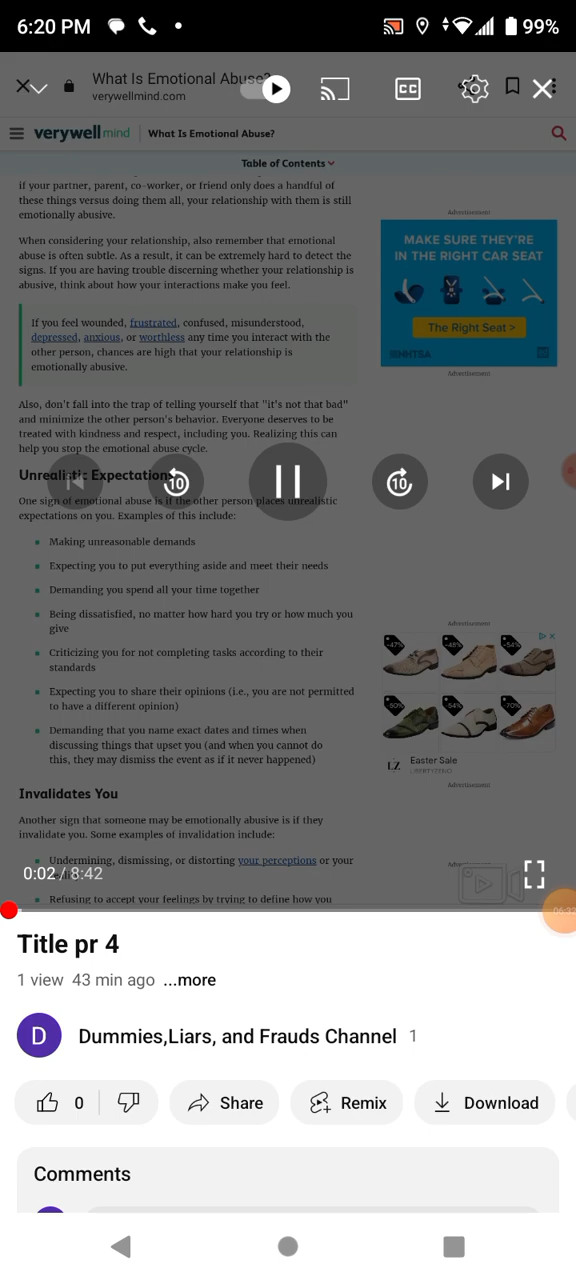 6:20 PM
99%
What Is Emotional Abuse?
verywellmind.com
CC
verywell mind
What Is Emotional Abuse?
Table of Contents
if your partner, parent, co-worker, or friend only does a handful of
these things versus doing them all, your relationship with them is still
emotionally abusive.
When considering your relationship, also remember that emotional
abuse is often subtle. As a result, it can be extremely hard to detect the
signs. If you are having trouble discerning whether your relationship is
abusive, think about how your interactions make you feel.
If you feel wounded, frustrated, confused, misunderstood,
depressed, anxious, or worthless any time you interact with the
other person, chances are high that your relationship is
emotionally abusive.
Also, don't fall into the trap of telling yourself that "it's not that bad"
and minimize the other person's behavior. Everyone deserves to be
treated with kindness and respect, including you. Realizing this can
help you stop the emotional abuse cycle.
Unrealistic Expectations
One sign of emotional abuse is if the other person places unrealistic
expectations on you. Examples of this include:
Making unreasonable demands
Expecting you to put everything aside and meet their needs
Demanding you spend all your time together
Being dissatisfied, no matter how hard you try or how much you
give
Criticizing you for not completing tasks according to their
standards
Expecting you to share their opinions (i.e., you are not permitted
to have a different opinion)
Demanding that you name exact dates and times when
discussing things that upset you (and when you cannot do
this, they may dismiss the event as if it never happened)
Invalidates You
Another sign that someone may be emotionally abusive is if they
invalidate you. Some examples of invalidation include:
Undermining, dismissing, or distorting your perceptions or your
Refusing to accept your feelings by trying to define how you
Advertisement
MAKE SURE THEY'RE
IN THE RIGHT CAR SEAT
The Right Seat >
NHTSA
Advertisement
10
10
Advertisement
-47%
-48%
-54%
-50%
-54%
-70%
LZ
Easter Sale
Advertisement
0:02 / 8:42
06:22
Title pr 4
1 view 43 min ago ...more
D
Dummies,Liars, and Frauds Channel 1
0
Share
Remix
Download
Comments